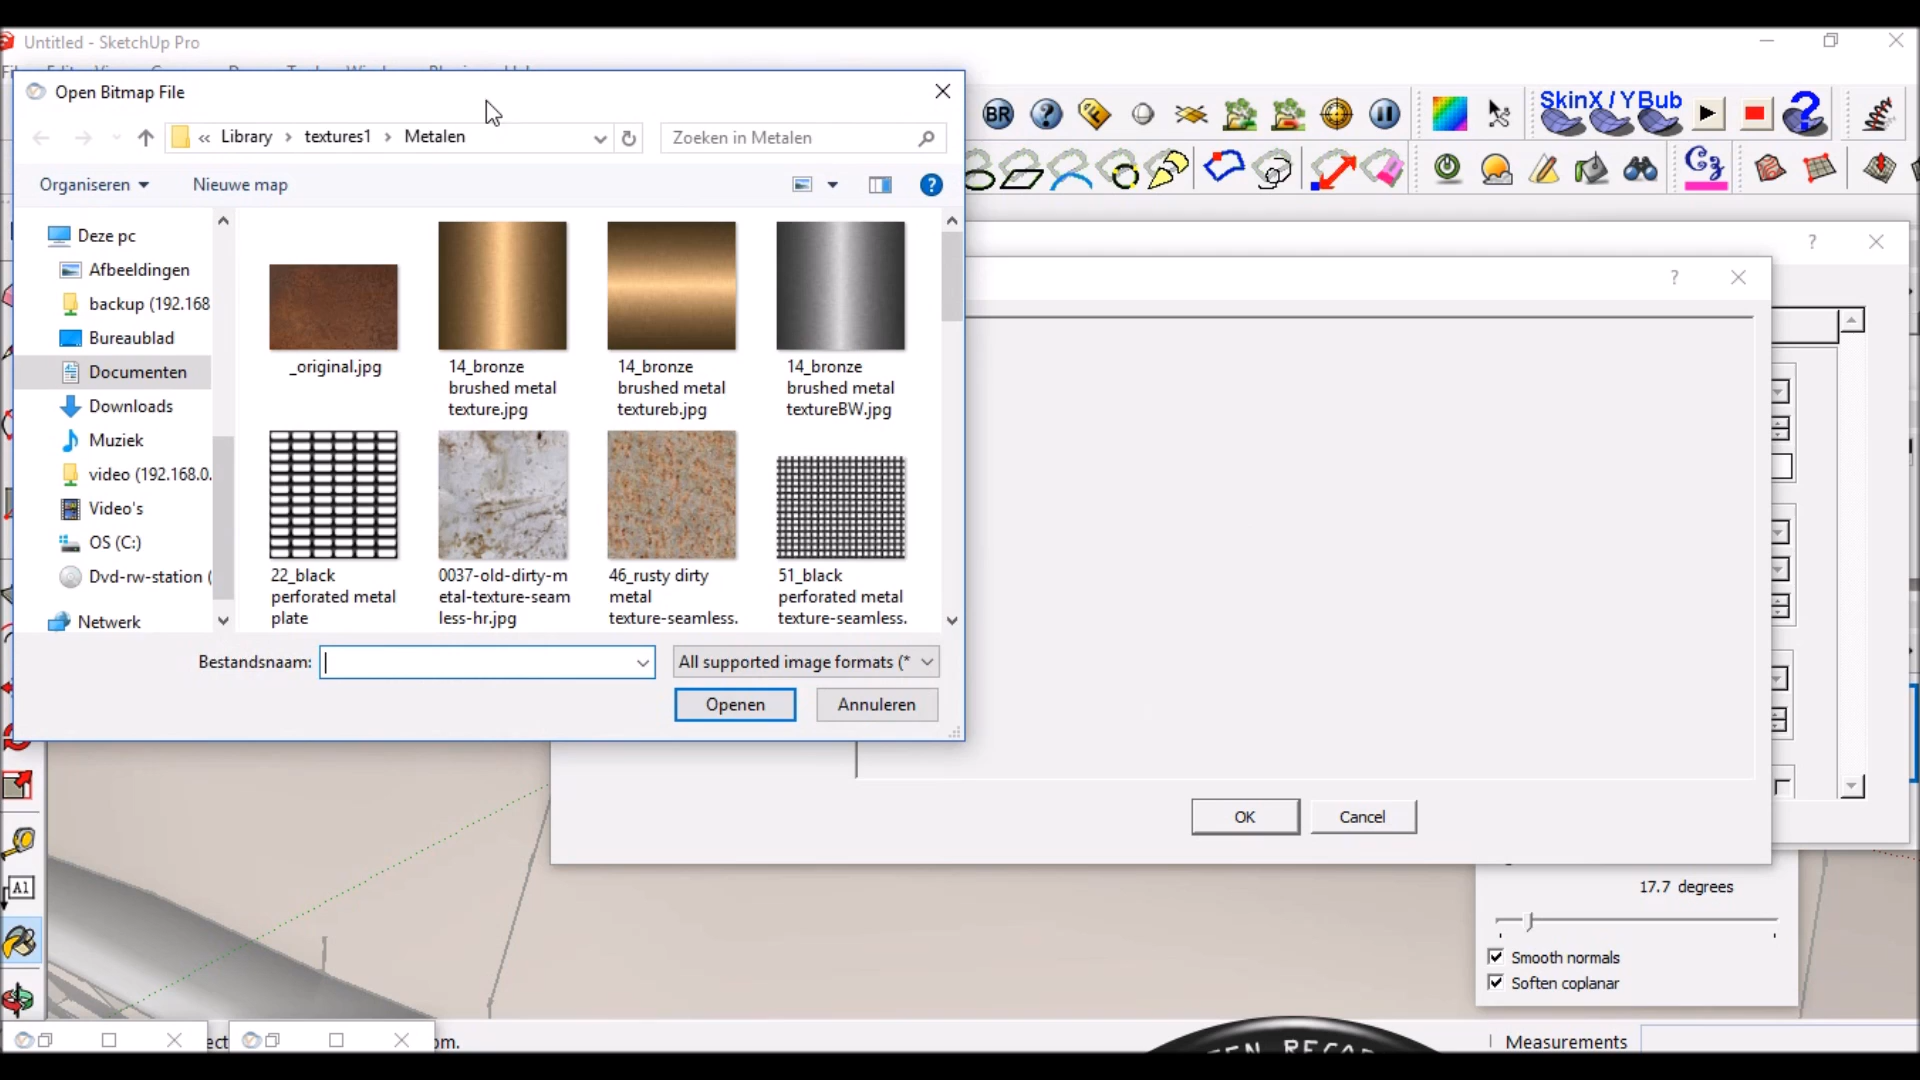 Untitled - SketchUp Pro
Open Bitmap File
« Library › textures1 › Metalen
Zoeken in Metalen
Organiseren
Nieuwe map
BR
SkinX / YBub
Deze pc
Afbeeldingen
backup (192.168
Bureaublad
Documenten
Downloads
Muziek
video (192.168.0.
Video's
OS (C:)
Dvd-rw-station (
Netwerk
_original.jpg
14_bronze
brushed metal
texture.jpg
14_bronze
brushed metal
textureb.jpg
14_bronze
brushed metal
textureBW.jpg
22_black
perforated metal
plate
0037-old-dirty-m
etal-texture-seam
less-hr.jpg
46_rusty dirty
metal
texture-seamless.
51_black
perforated metal
texture-seamless.
Bestandsnaam:
All supported image formats (*
Openen
Annuleren
OK
Cancel
17.7 degrees
Smooth normals
Soften coplanar
A1
ect
om.
Measurements